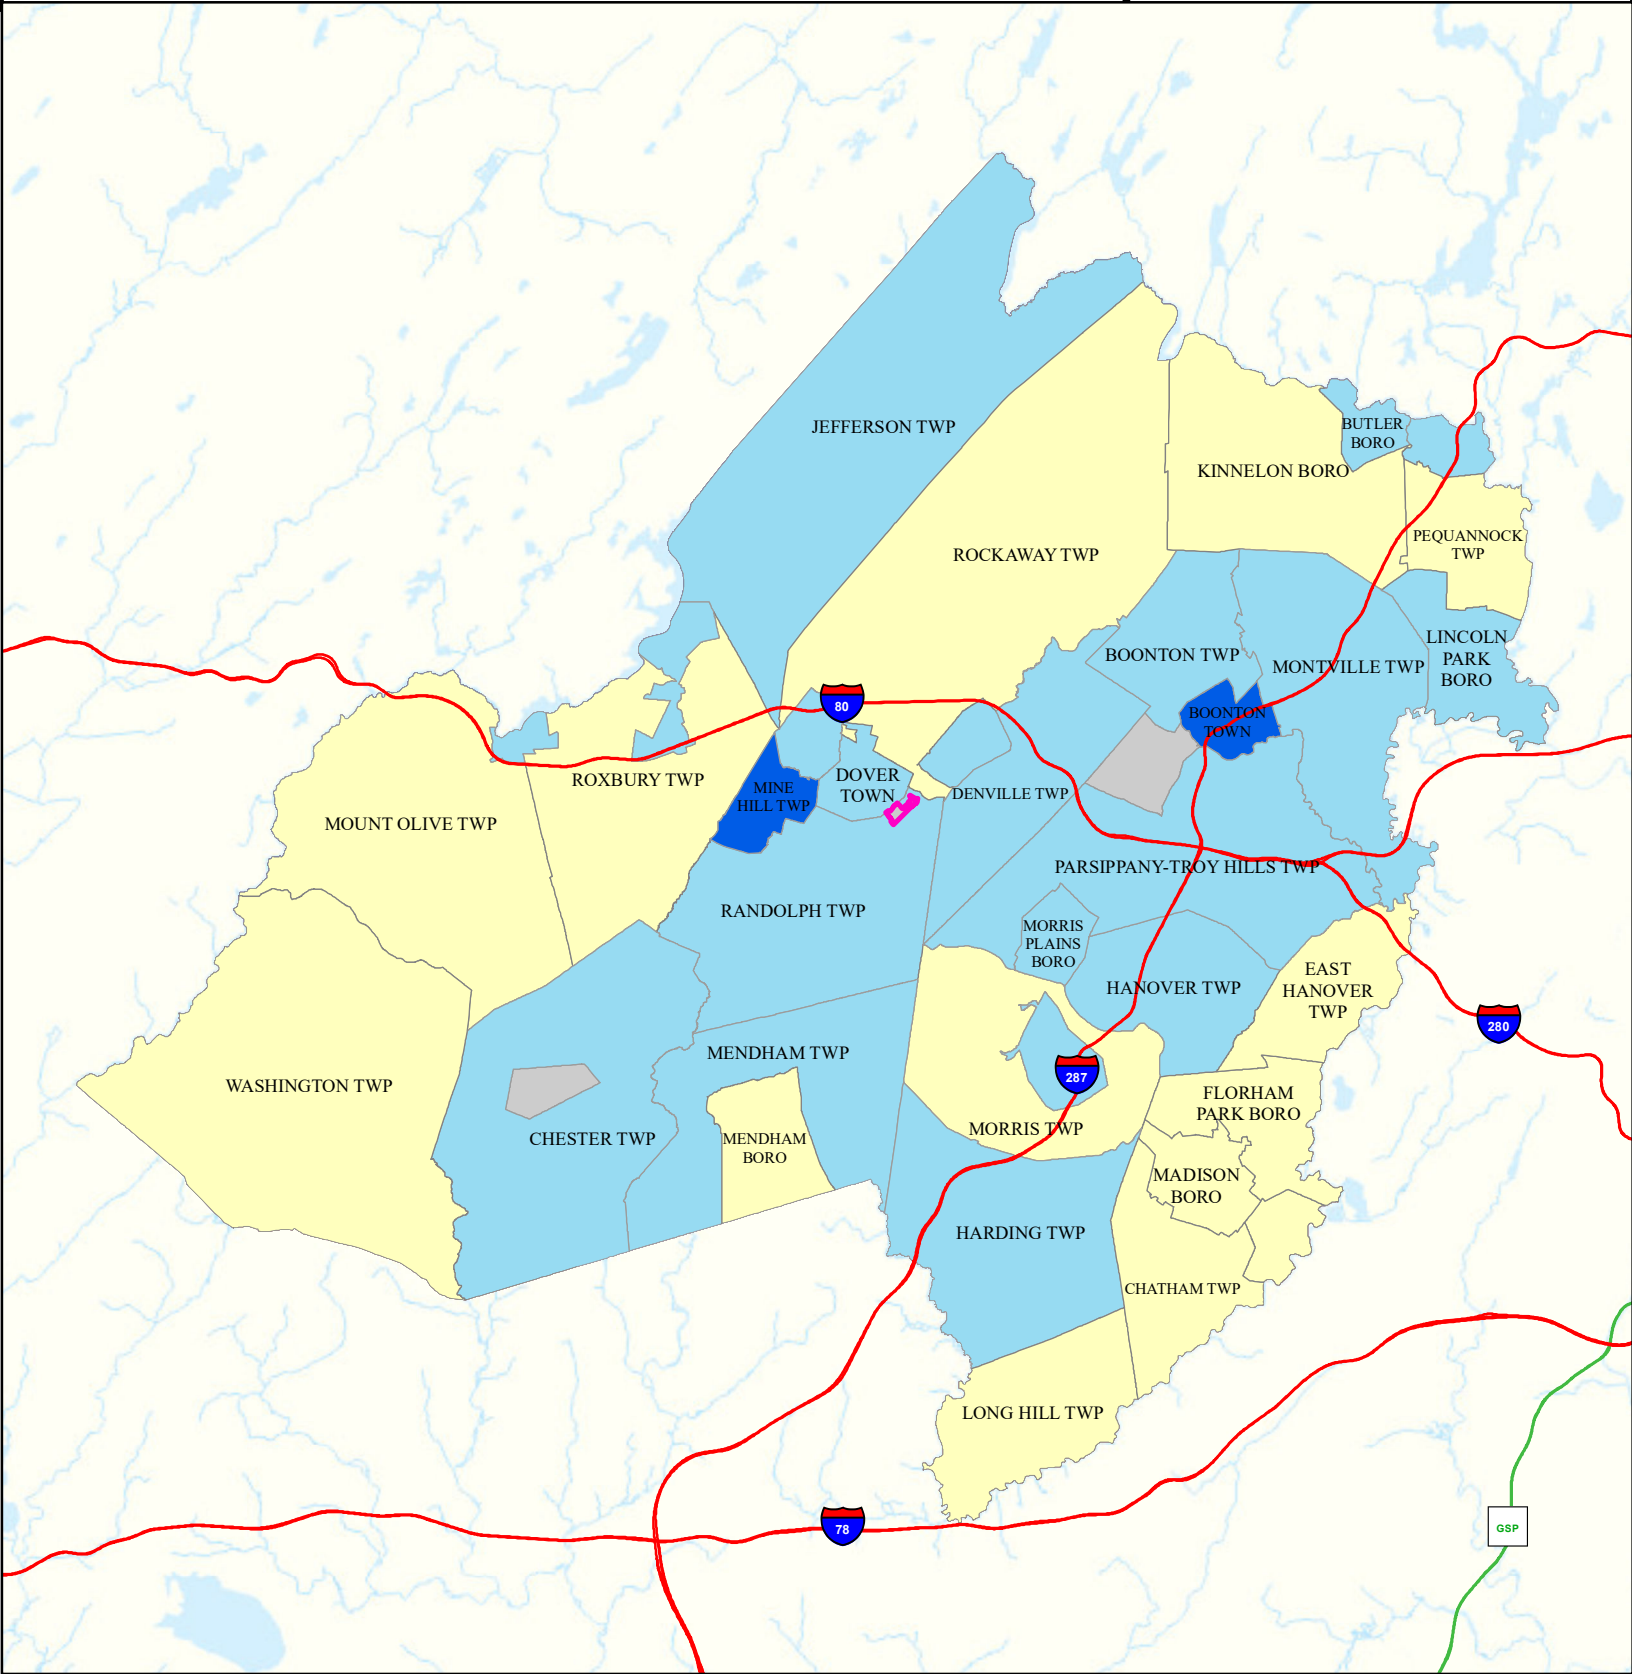 JEFFERSON TWP
BUTLER
BORO
KINNELON BORO
PEQUANNOCK
TWP
ROCKAWAY TWP
LINCOLN
PARK
BORO
BOONTON TWP
MONTVILLE TWP
80
BOONTON
TOWN
ROXBURY TWP
DOVER
TOWN
MINE
HILL TWP
DENVILLE TWP
MOUNT OLIVE TWP
PARSIPPANY-TROY HILLS TWP
RANDOLPH TWP
MORRIS
PLAINS
BORO
EAST
HANOVER
TWP
HANOVER TWP
280
MENDHAM TWP
287
WASHINGTON TWP
FLORHAM
PARK BORO
MORRIS TWP
CHESTER TWP
MENDHAM
BORO
MADISON
BORO
HARDING TWP
CHATHAM TWP
LONG HILL TWP
78
GSP